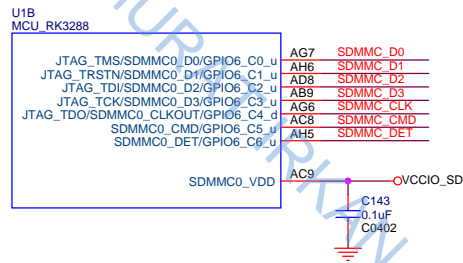 U1B
MCU_RK3288
JTAG_TMS/SDMMC0_D0/GPIO6_C0_u AG7 SDMMC_D0
JTAG_TRSTN/SDMMC0_D1/GPIO6_C1_u AH6 SDMMC_D1
JTAG_TDI/SDMMC0_D2/GPIO6_C2_u AD8 SDMMC_D2
JTAG_TCK/SDMMC0_D3/GPIO6_C3_u AB9 SDMMC_D3
JTAG_TDO/SDMMC0_CLKOUT/GPIO6_C4_d AG6 SDMMC_CLK
SDMMC0_CMD/GPIO6_C5_u AC8 SDMMC_CMD
SDMMC0_DET/GPIO6_C6_u AH5 SDMMC_DET
SDMMC0_VDD AC9 VCCIO_SD
C143
0.1uF
C0402
MURAT IRKAN